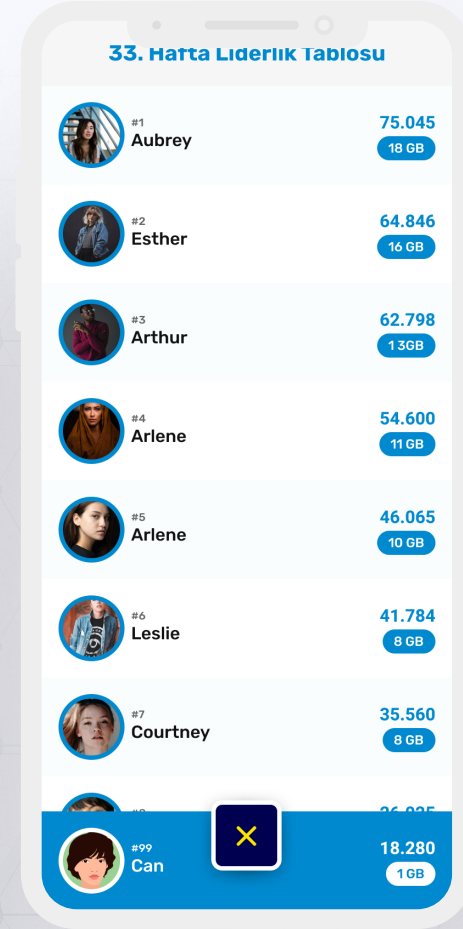 33. Hafta Liderlik Tablosu
#1
Aubrey
75.045
18 GB
#2
Esther
64.846
16 GB
#3
Arthur
62.798
1 3GB
#4
Arlene
54.600
11 GB
#5
Arlene
46.065
10 GB
#6
Leslie
41.784
8 GB
#7
Courtney
35.560
8 GB
#99
Can
18.280
1 GB